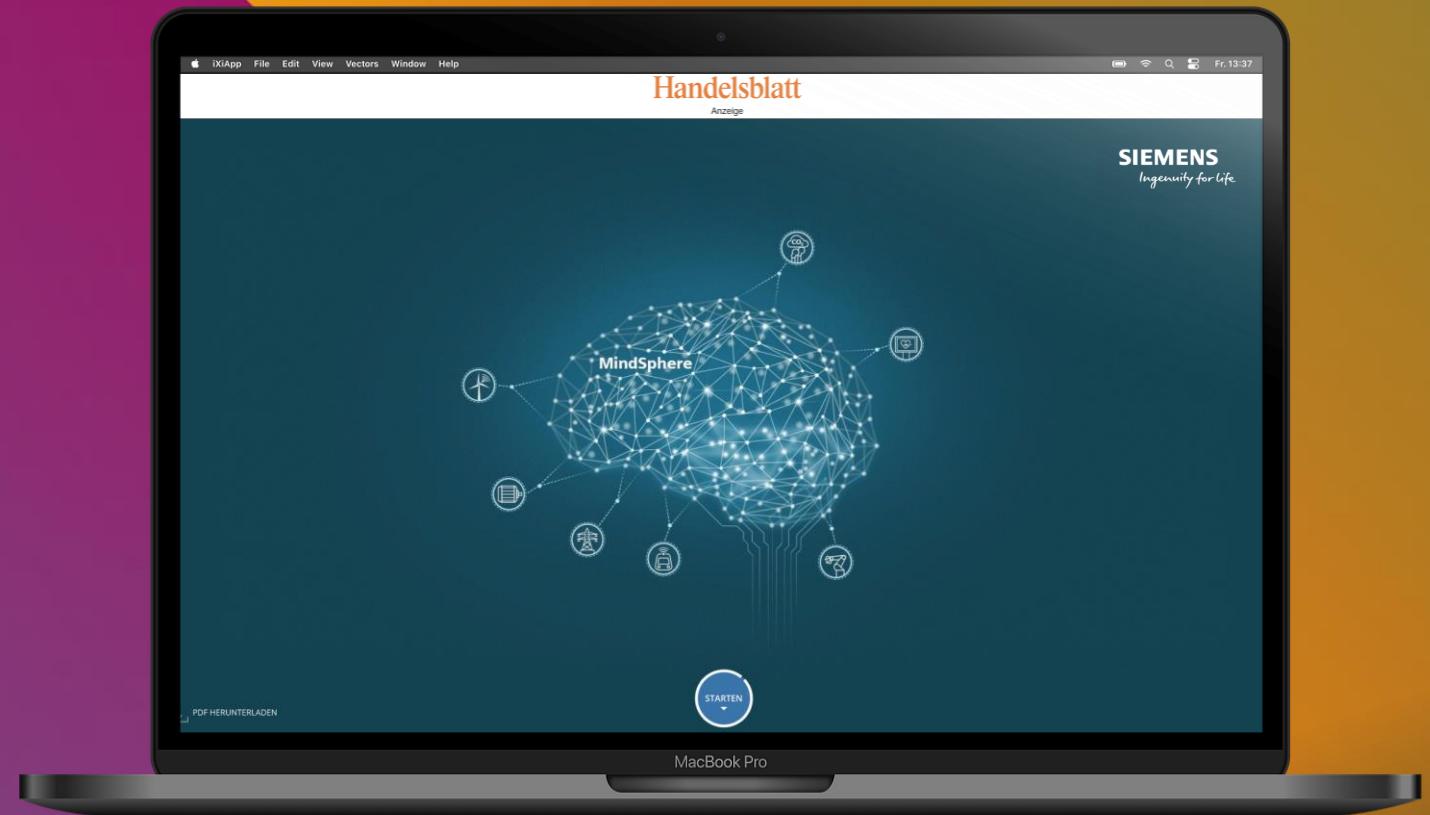 iXiApp File Edit View Vectors Window Help Fr. 13:37
Handelsblatt
Anzeige
SIEMENS
Ingenuity for life
CO₂
MindSphere
STARTEN
PDF HERUNTERLADEN
MacBook Pro